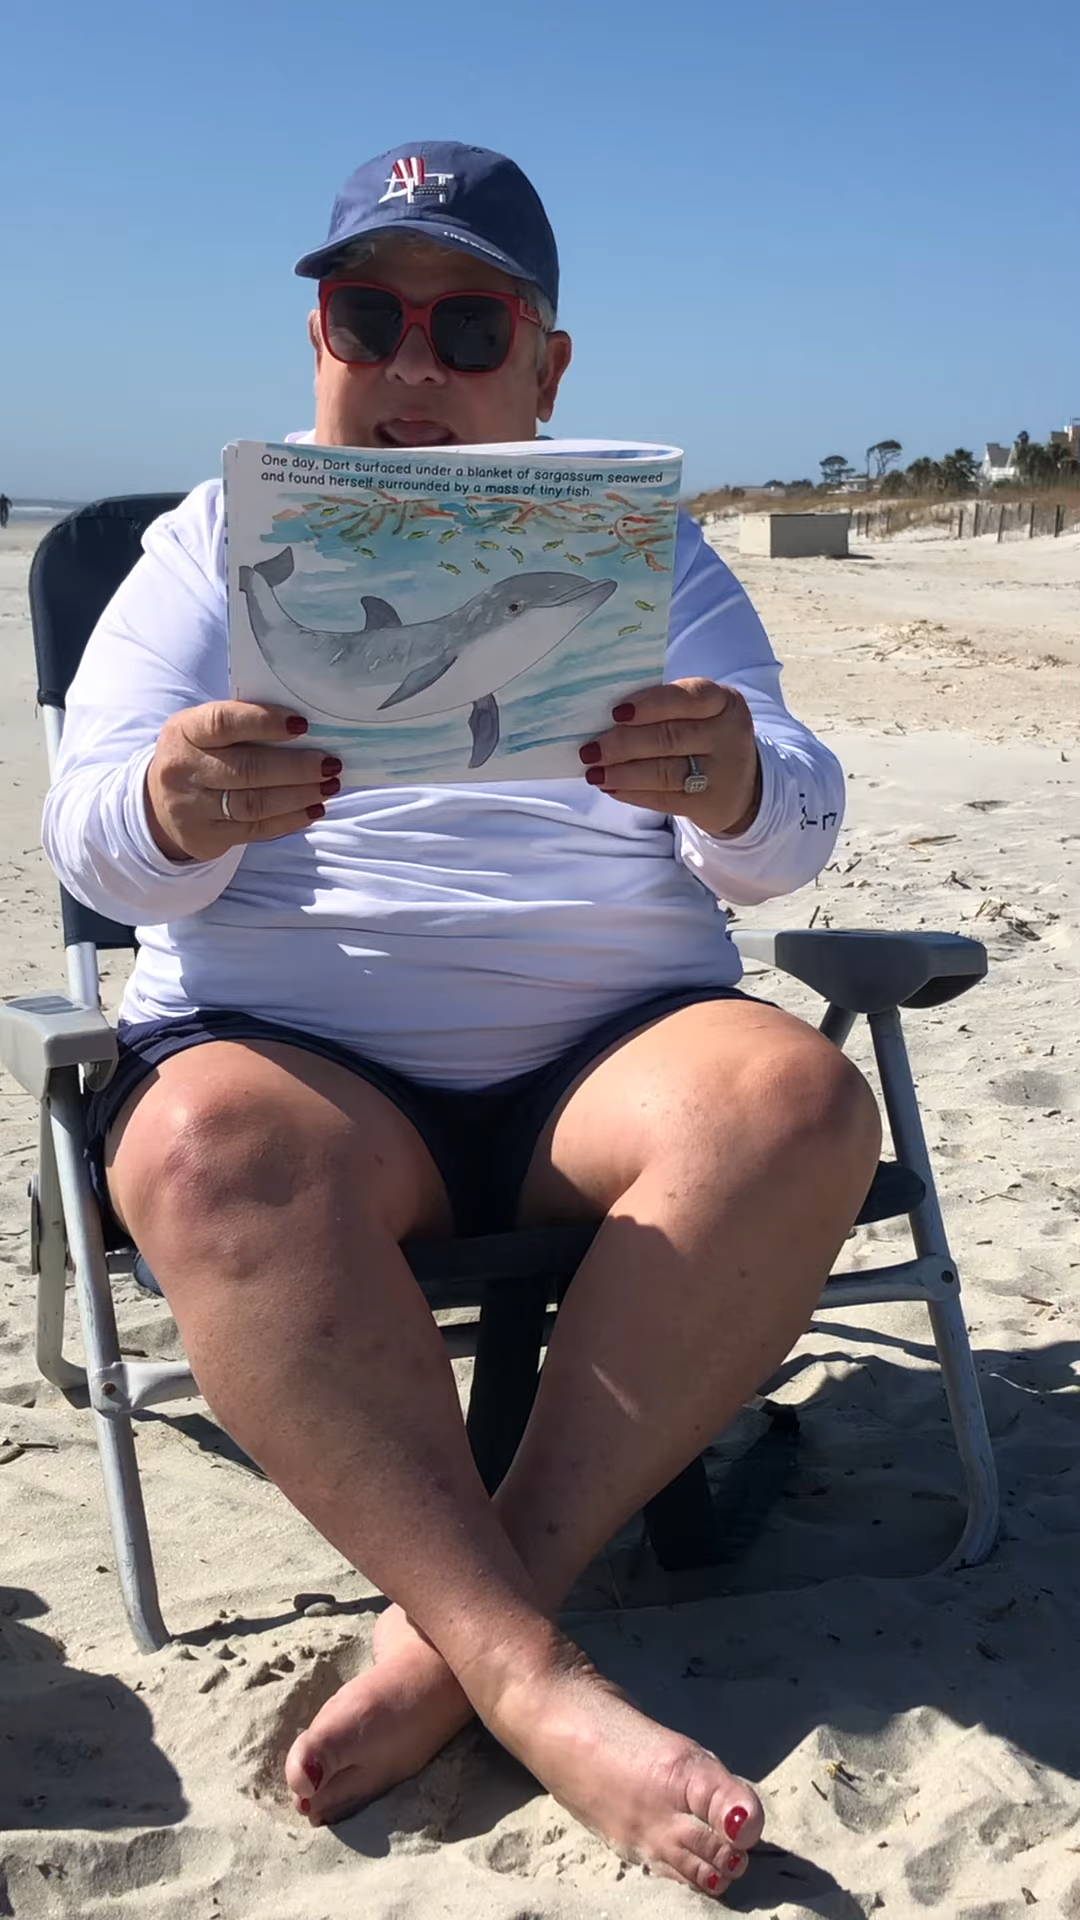 One day, Dart surfaced under a blanket of sargassum seaweed
and found herself surrounded by a mass of tiny fish.